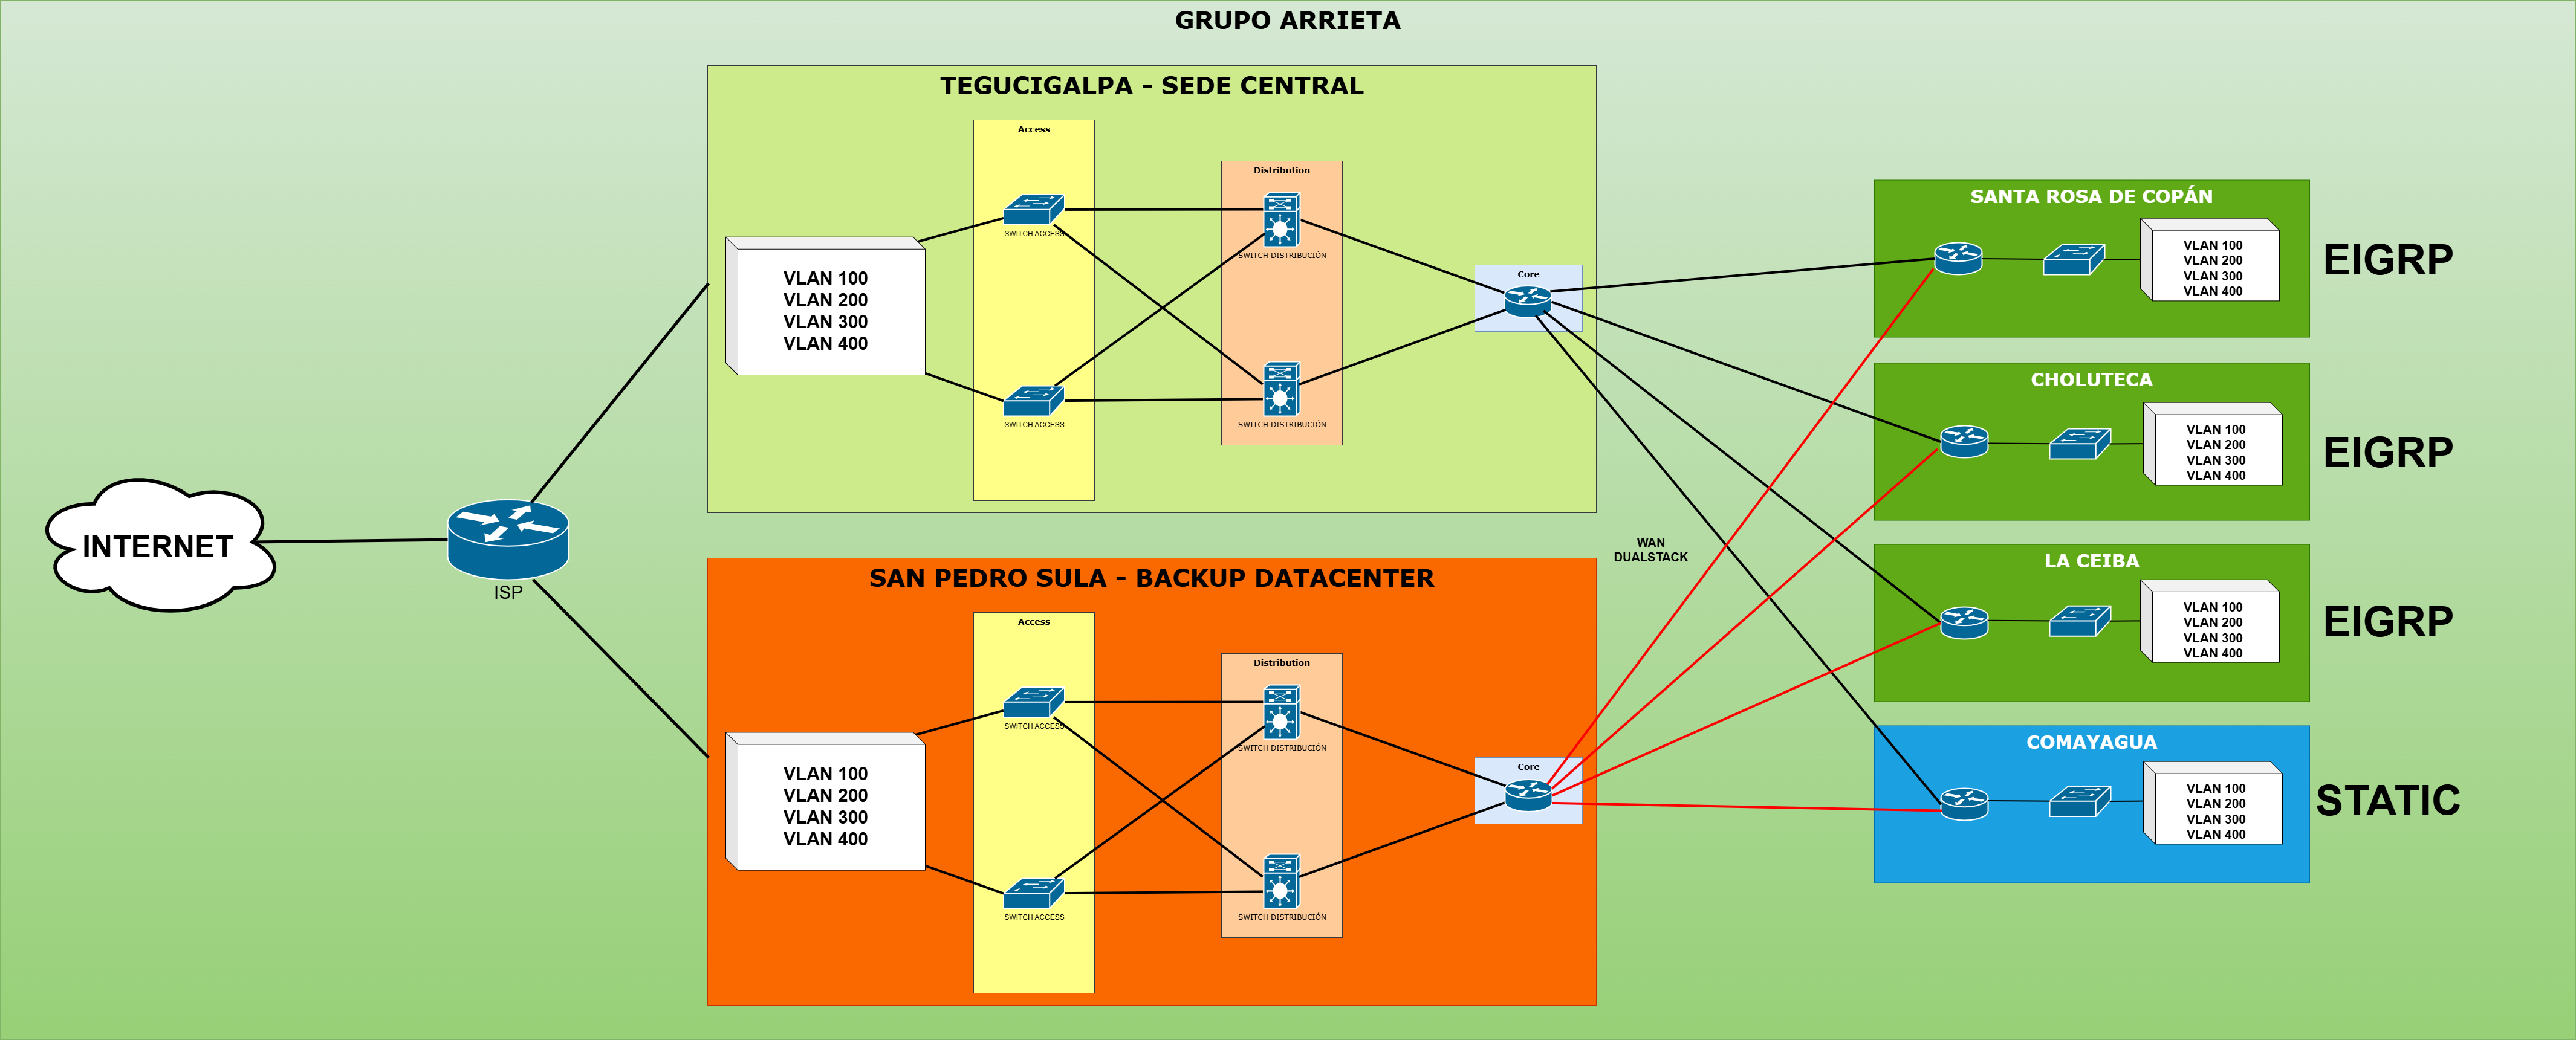 GRUPO ARRIETA
INTERNET
ISP
TEGUCIGALPA - SEDE CENTRAL
VLAN 100
VLAN 200
VLAN 300
VLAN 400
Access
SWITCH ACCESS
SWITCH ACCESS
Distribution
SWITCH DISTRIBUCIÓN
SWITCH DISTRIBUCIÓN
Core
SAN PEDRO SULA - BACKUP DATACENTER
VLAN 100
VLAN 200
VLAN 300
VLAN 400
Access
SWITCH ACCESS
SWITCH ACCESS
Distribution
SWITCH DISTRIBUCIÓN
SWITCH DISTRIBUCIÓN
Core
WAN
DUALSTACK
SANTA ROSA DE COPÁN
VLAN 100
VLAN 200
VLAN 300
VLAN 400
EIGRP
CHOLUTECA
VLAN 100
VLAN 200
VLAN 300
VLAN 400
EIGRP
LA CEIBA
VLAN 100
VLAN 200
VLAN 300
VLAN 400
EIGRP
COMAYAGUA
VLAN 100
VLAN 200
VLAN 300
VLAN 400
STATIC